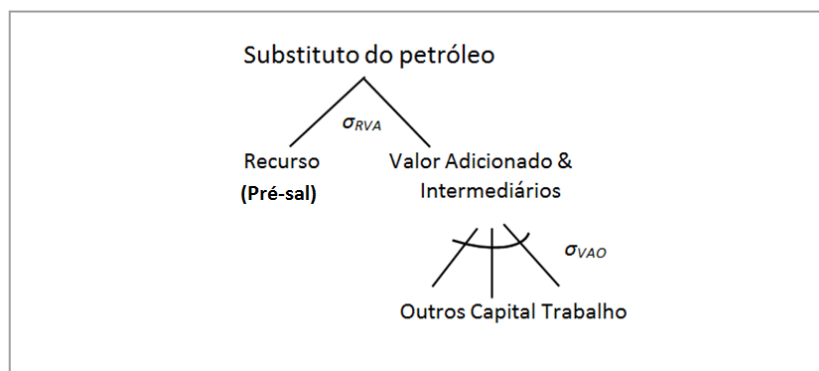 Substituto do petróleo
σRVA
Recurso Valor Adicionado &
(Pré-sal) Intermediários
σVAO
Outros Capital Trabalho